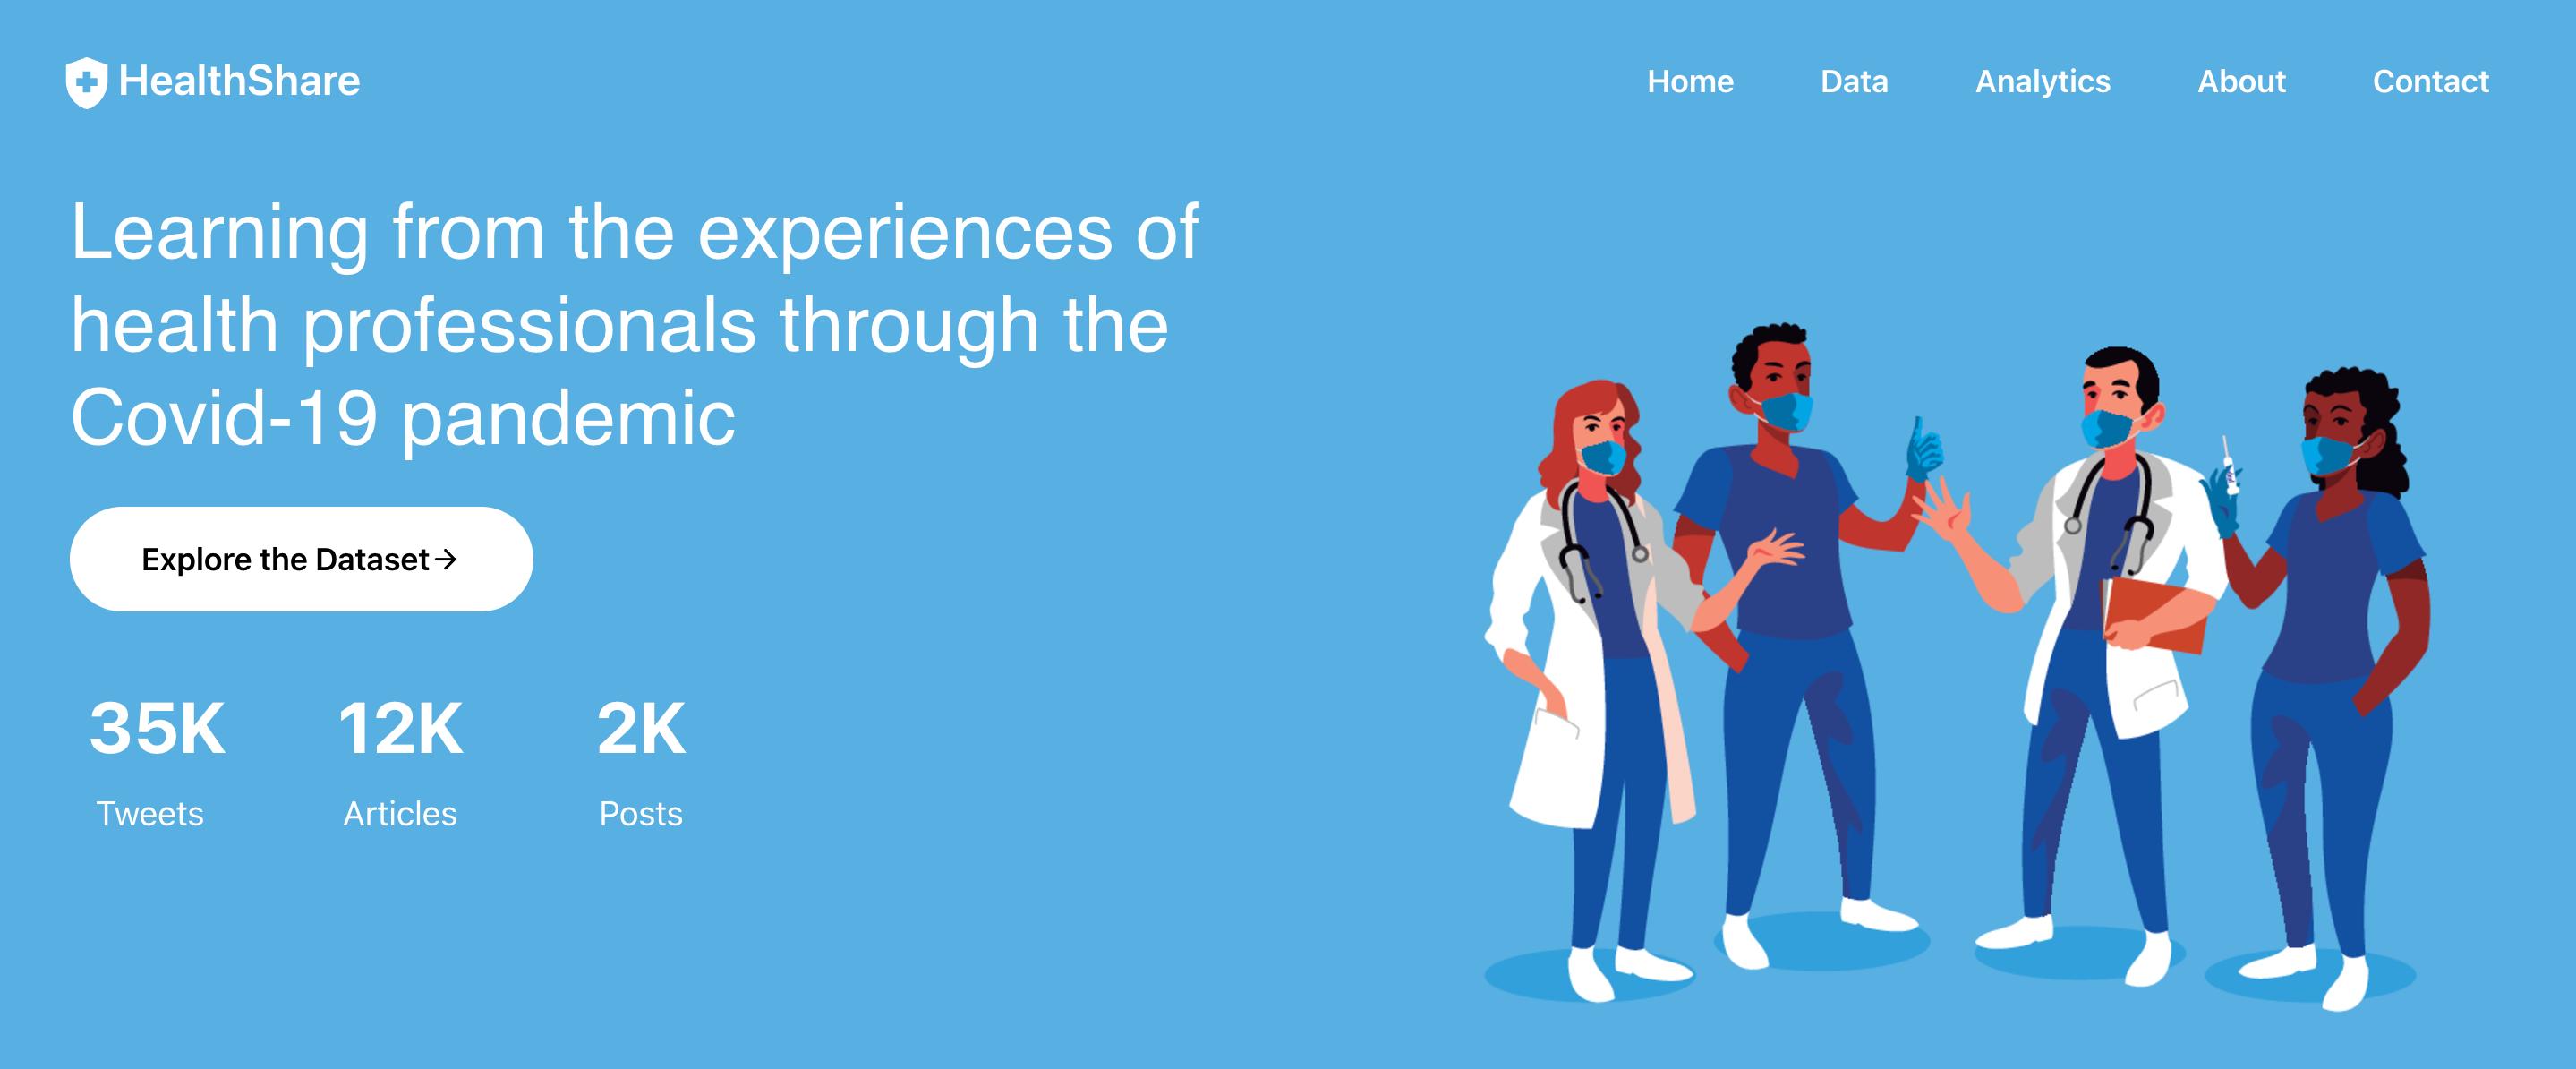 HealthShare
Home Data Analytics About Contact
Learning from the experiences of
health professionals through the
Covid-19 pandemic
Explore the Dataset→
35K 12K 2K
Tweets Articles Posts